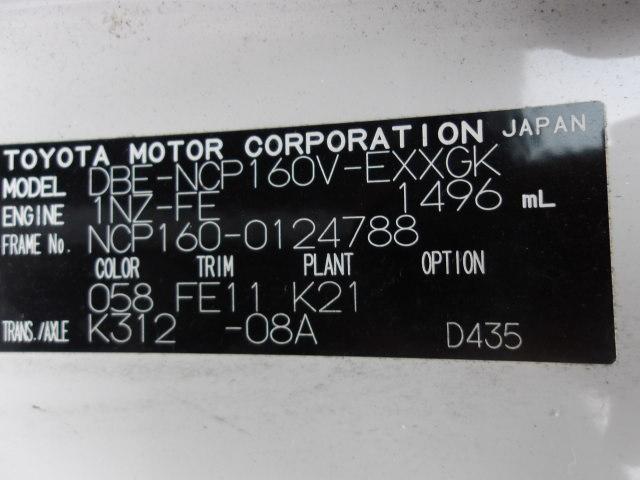 TOYOTA MOTOR CORPORATION JAPAN
MODEL DBE-NCP160V-EXXGK
ENGINE 1NZ-FE 1496 mL
FRAME No. NCP160-0124788
COLOR TRIM PLANT OPTION
058 FE11 K21
TRANS./AXLE K312 -08A D435